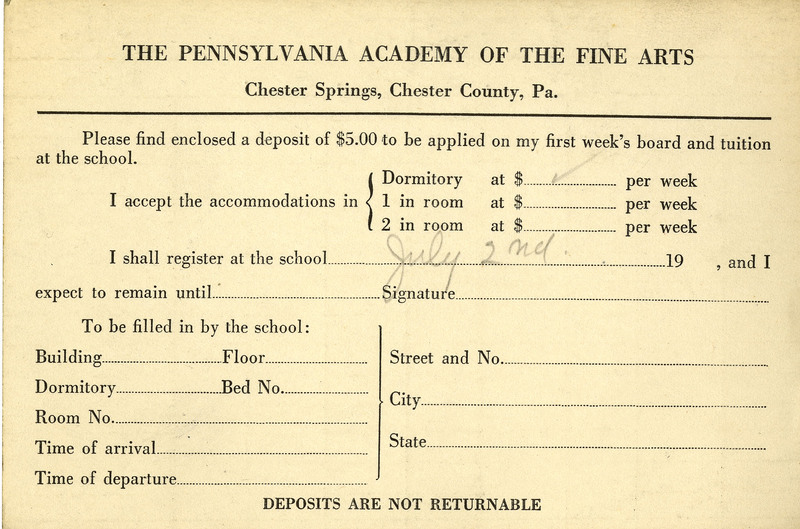 THE PENNSYLVANIA ACADEMY OF THE FINE ARTS
Chester Springs, Chester County, Pa.
Please find enclosed a deposit of $5.00 to be applied on my first week's board and tuition
at the school.
I accept the accommodations in { Dormitory at $ ✓ per week
1 in room at $ per week
2 in room at $ per week
I shall register at the school July 2nd. 19 , and I
expect to remain until Signature
To be filled in by the school:
Building Floor
Dormitory Bed No.
Room No.
Time of arrival
Time of departure
Street and No.
City
State
DEPOSITS ARE NOT RETURNABLE